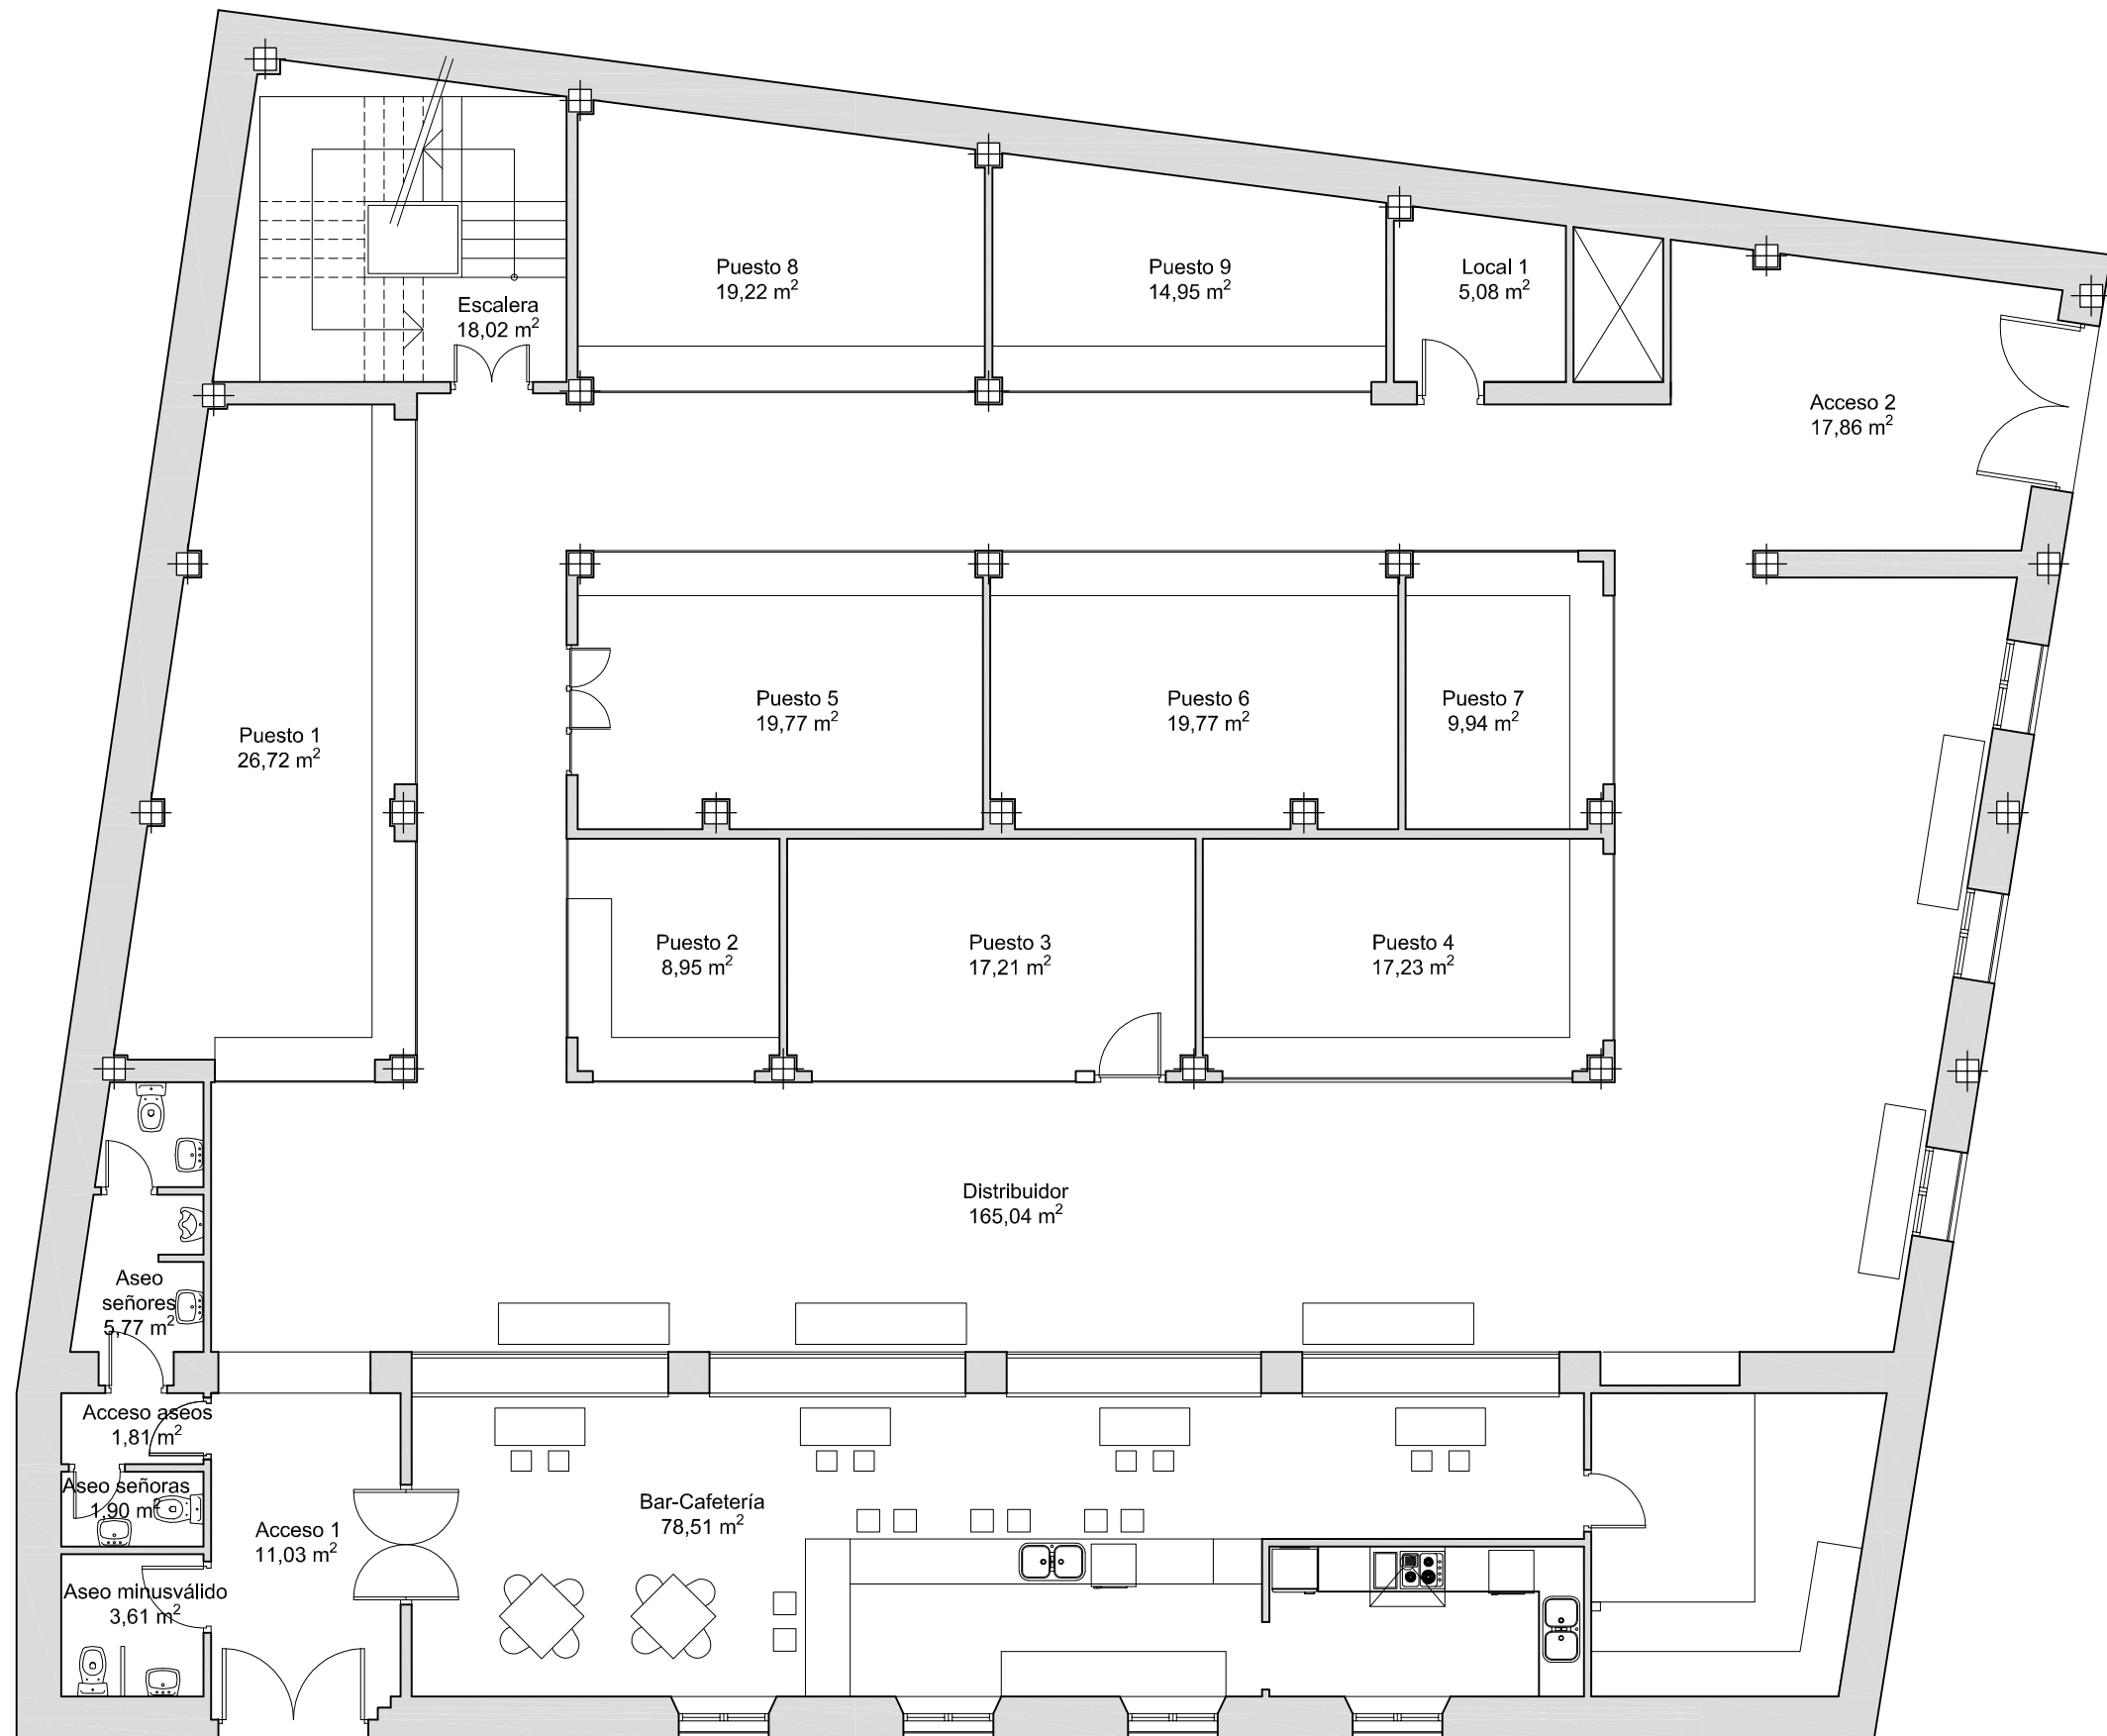 Puesto 8
19,22 m²
Puesto 9
14,95 m²
Local 1
5,08 m²
Escalera
18,02 m²
Acceso 2
17,86 m²
Puesto 5
19,77 m²
Puesto 6
19,77 m²
Puesto 7
9,94 m²
Puesto 1
26,72 m²
Puesto 2
8,95 m²
Puesto 3
17,21 m²
Puesto 4
17,23 m²
Distribuidor
165,04 m²
Aseo
señores
5,77 m²
Acceso aseos
1,81 m²
Aseo señoras
1,90 m²
Bar-Cafetería
78,51 m²
Acceso 1
11,03 m²
Aseo minusválido
3,61 m²